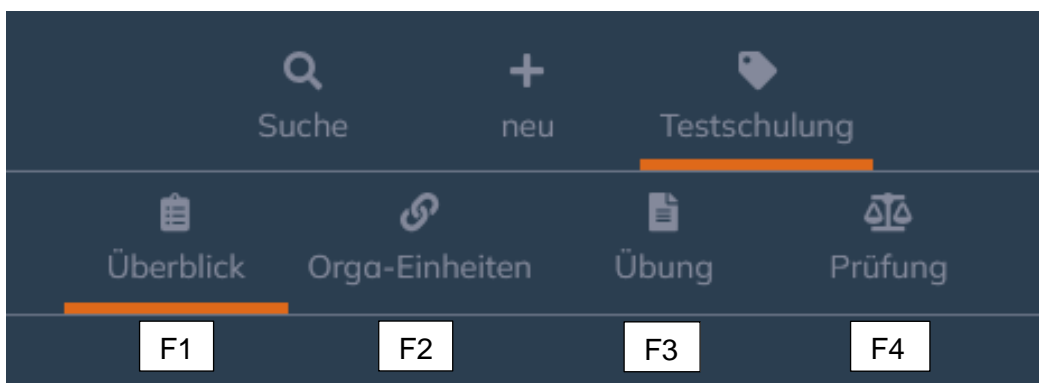 Suche neu Testschulung
Überblick Orga-Einheiten Übung Prüfung
F1 F2 F3 F4